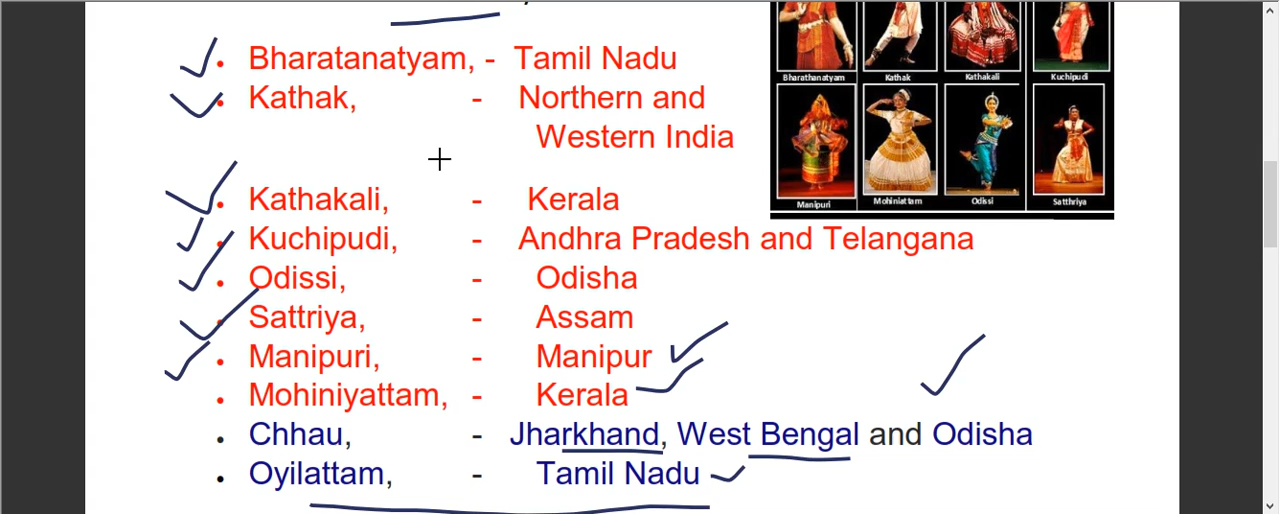 • Bharatanatyam, - Tamil Nadu
• Kathak, - Northern and
Western India
• Kathakali, - Kerala
• Kuchipudi, - Andhra Pradesh and Telangana
• Odissi, - Odisha
• Sattriya, - Assam
• Manipuri, - Manipur
• Mohiniyattam, - Kerala
• Chhau, - Jharkhand, West Bengal and Odisha
• Oyilattam, - Tamil Nadu
Bharathanatyam Kathak Kathakali Kuchipudi
Manipuri Mohiniattam Odissi Satthriya